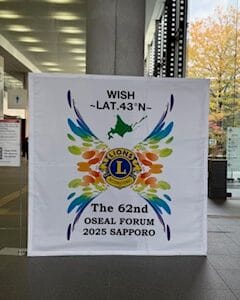 WISH
~LAT.43°N~
LIONS
L
The 62nd
OSEAL FORUM
2025 SAPPORO